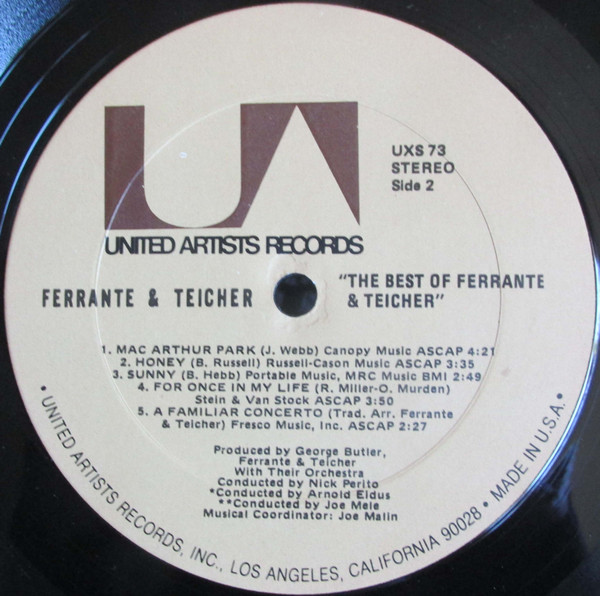 UA
UNITED ARTISTS RECORDS
UXS 73
STEREO
Side 2
FERRANTE & TEICHER
"THE BEST OF FERRANTE
& TEICHER"
1. MAC ARTHUR PARK (J. Webb) Canopy Music ASCAP 4:21
2. HONEY (B. Russell) Russell-Cason Music ASCAP 3:35
3. SUNNY (B. Hebb) Portable Music, MRC Music BMI 2:49
4. FOR ONCE IN MY LIFE (R. Miller-O. Murden)
Stein & Van Stock ASCAP 3:50
5. A FAMILIAR CONCERTO (Trad. Arr. Ferrante
& Teicher) Fresco Music, Inc. ASCAP 2:27
Produced by George Butler,
Ferrante & Teicher
With Their Orchestra
Conducted by Nick Perito
*Conducted by Arnold Eidus
**Conducted by Joe Mele
Musical Coordinator: Joe Malin
• UNITED ARTISTS RECORDS, INC., LOS ANGELES, CALIFORNIA 90028 • MADE IN U.S.A. •